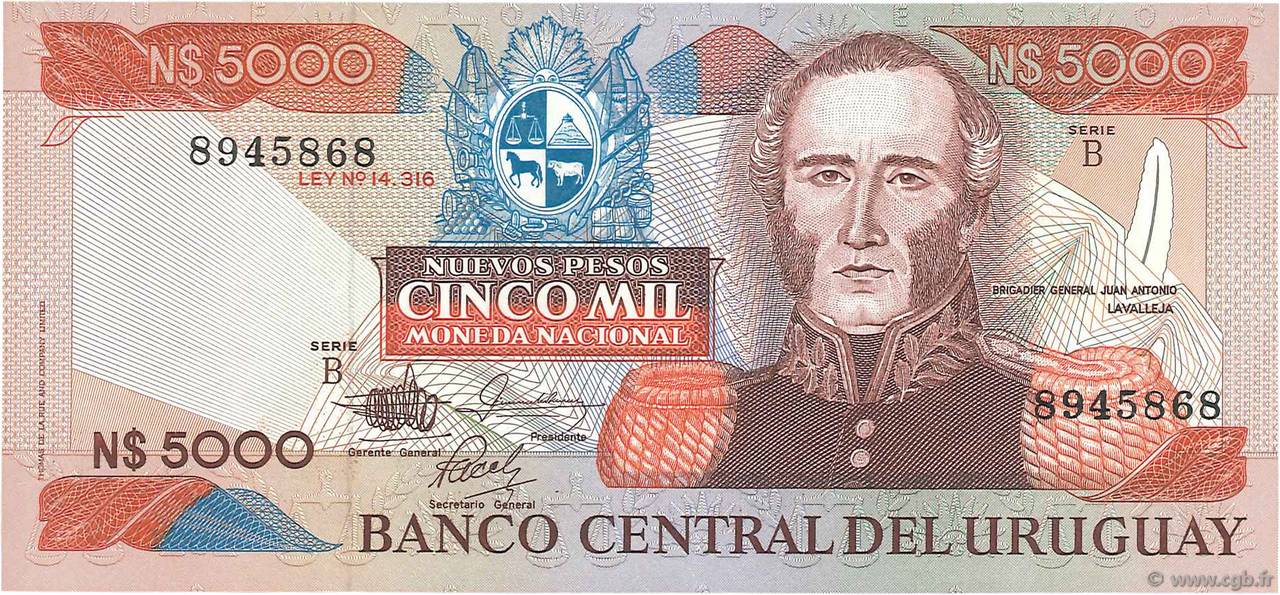 N$ 5000
N$ 5000
8945868
LEY Nº 14.316
SERIE
B
NUEVOS PESOS
CINCO MIL
MONEDA NACIONAL
BRIGADIER GENERAL JUAN ANTONIO
LAVALLEJA
SERIE
B
8945868
N$ 5000
Gerente General
Presidente
Secretario General
BANCO CENTRAL DEL URUGUAY
THOMAS DE LA RUE AND COMPANY LIMITED
© www.cgb.fr